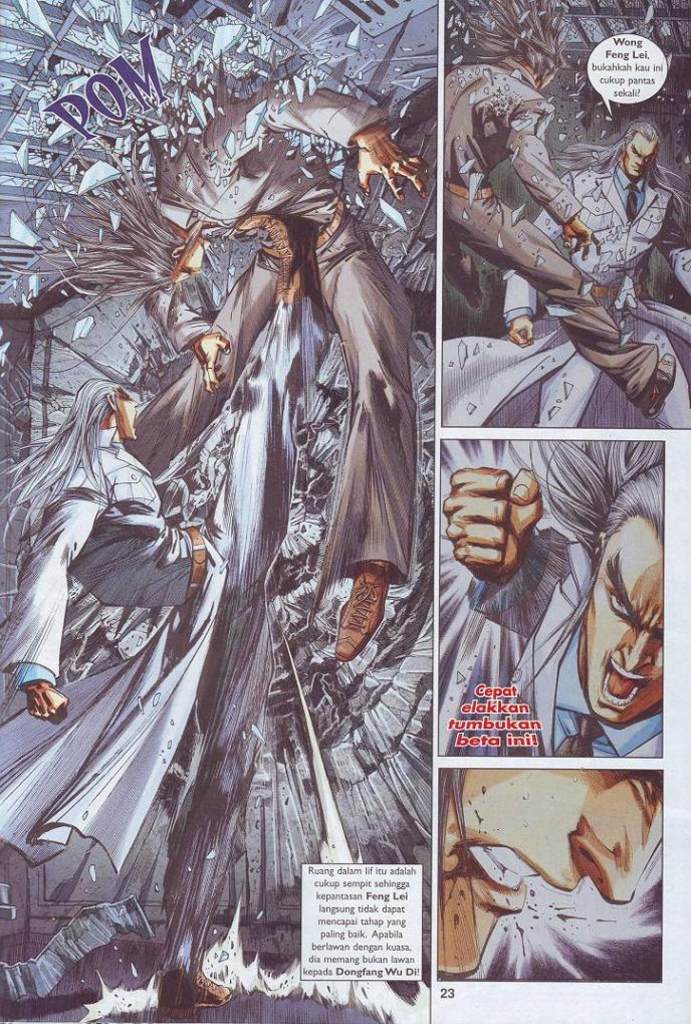 POM
Ruang dalam lif itu adalah
cukup sempit sehingga
kepantasan Feng Lei
langsung tidak dapat
mencapai tahap yang
paling baik. Apabila
berlawan dengan kuasa,
dia memang bukan lawan
kepada Dongfang Wu Di!
Wong
Feng Lei,
bukahkah kau ini
cukup pantas
sekali?
Cepat
elakkan
tumbukan
beta ini!
23